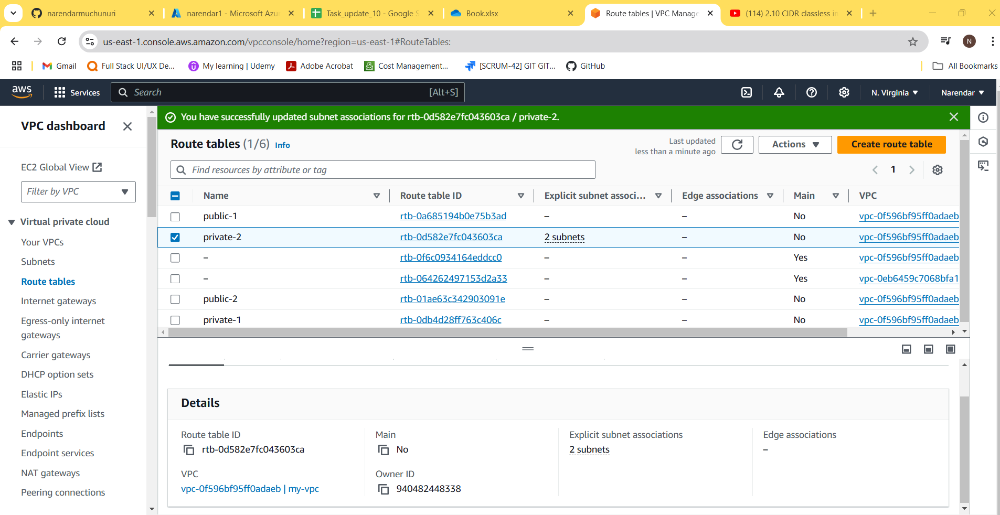 narendarmuchunuri
narendar1 - Microsoft Azu
Task_update_10 - Google S
Book.xlsx
Route tables | VPC Manage
(114) 2.10 CIDR classless in
us-east-1.console.aws.amazon.com/vpcconsole/home?region=us-east-1#RouteTables:
N
Gmail
Full Stack UI/UX De...
My learning | Udemy
Adobe Acrobat
Cost Management...
[SCRUM-42] GIT GIT...
GitHub
All Bookmarks
aws
Services
Search
[Alt+S]
N. Virginia
Narendar
VPC dashboard
EC2 Global View
Filter by VPC
Virtual private cloud
Your VPCs
Subnets
Route tables
Internet gateways
Egress-only internet
gateways
Carrier gateways
DHCP option sets
Elastic IPs
Managed prefix lists
Endpoints
Endpoint services
NAT gateways
Peering connections
You have successfully updated subnet associations for rtb-0d582e7fc043603ca / private-2.
Route tables (1/6) Info
Last updated
less than a minute ago
Actions
Create route table
Find resources by attribute or tag
1
Name Route table ID Explicit subnet associ... Edge associations Main VPC
public-1 rtb-0a685194b0e75b3ad – – No vpc-0f596bf95ff0adaeb
private-2 rtb-0d582e7fc043603ca 2 subnets – No vpc-0f596bf95ff0adaeb
– rtb-0f6c0934164eddcc0 – – Yes vpc-0f596bf95ff0adaeb
– rtb-064262497153d2a33 – – Yes vpc-0eb6459c7068bfa1
public-2 rtb-01ae63c342903091e – – No vpc-0f596bf95ff0adaeb
private-1 rtb-0db4d28ff763c406c – – No vpc-0f596bf95ff0adaeb
Details
Route table ID
rtb-0d582e7fc043603ca
Main
No
Explicit subnet associations
2 subnets
Edge associations
–
VPC
vpc-0f596bf95ff0adaeb | my-vpc
Owner ID
940482448338